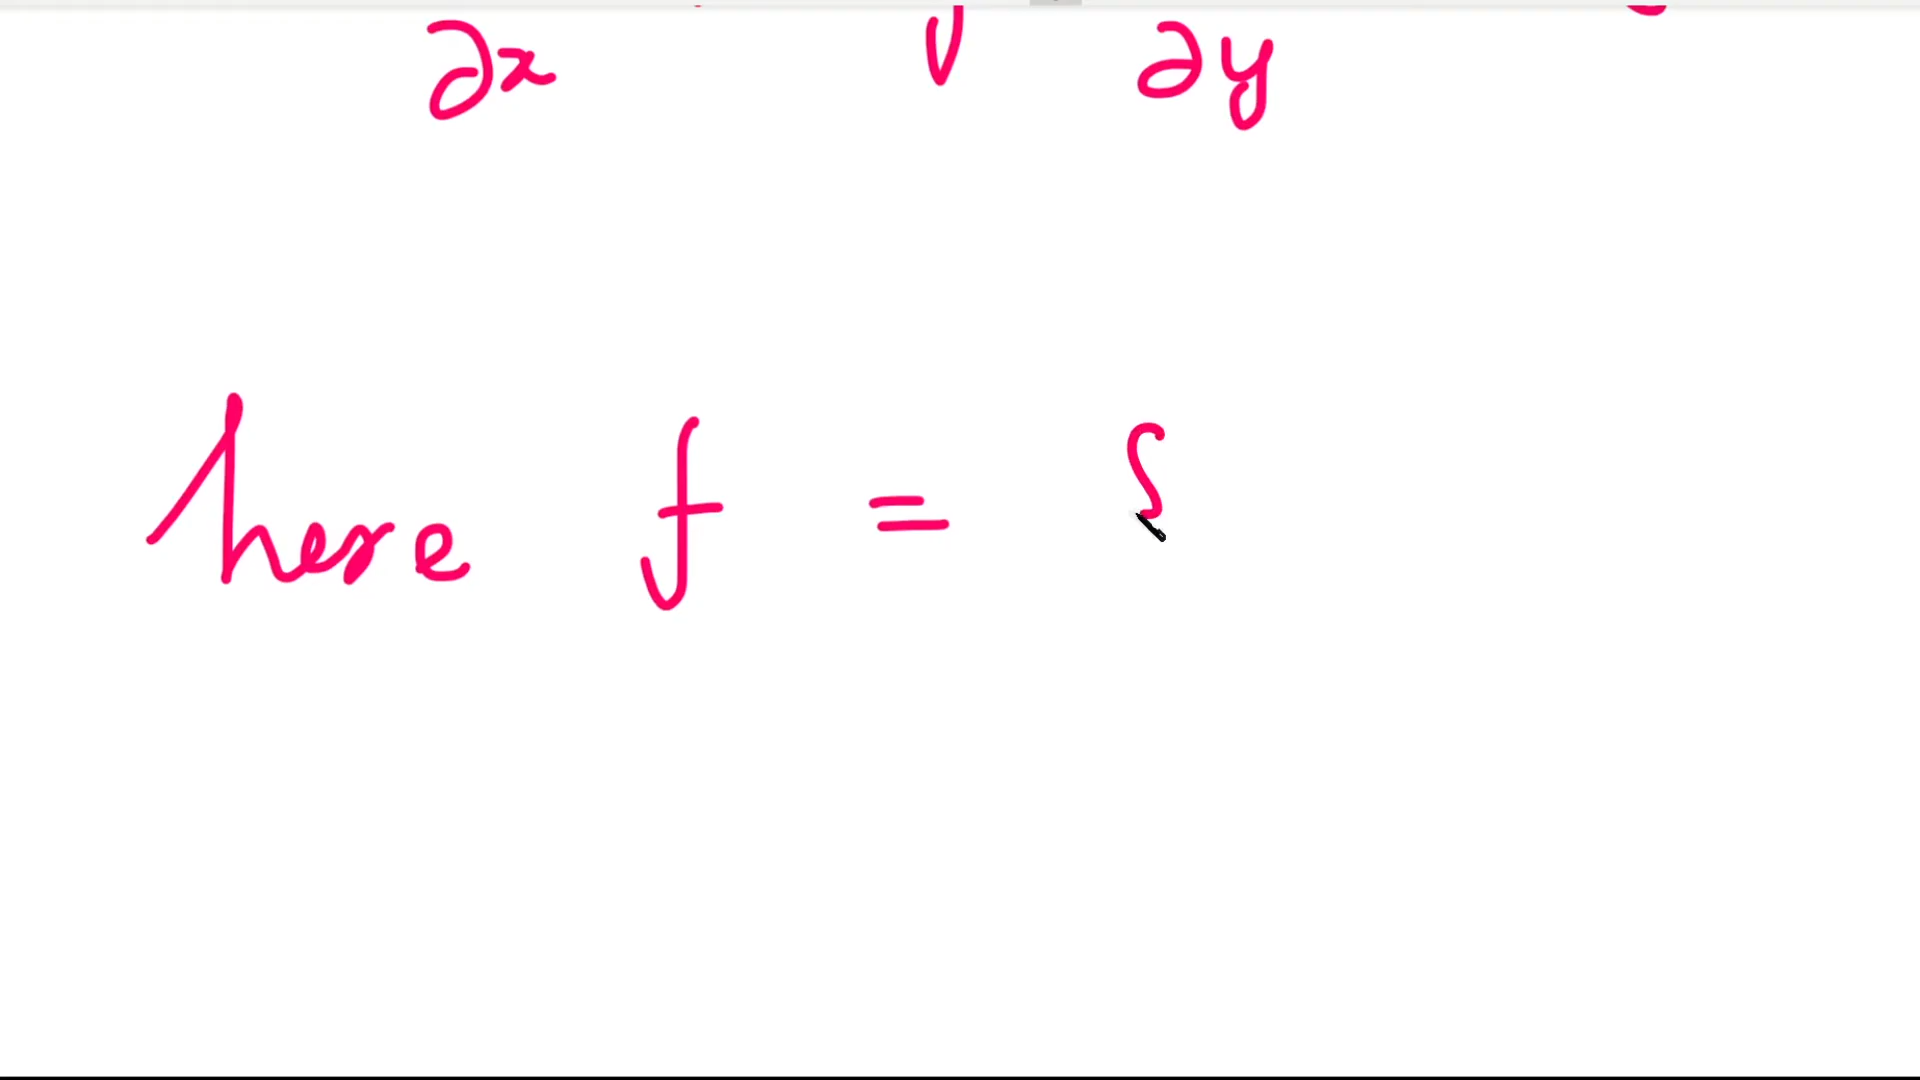 ∂x y ∂y
here f = S